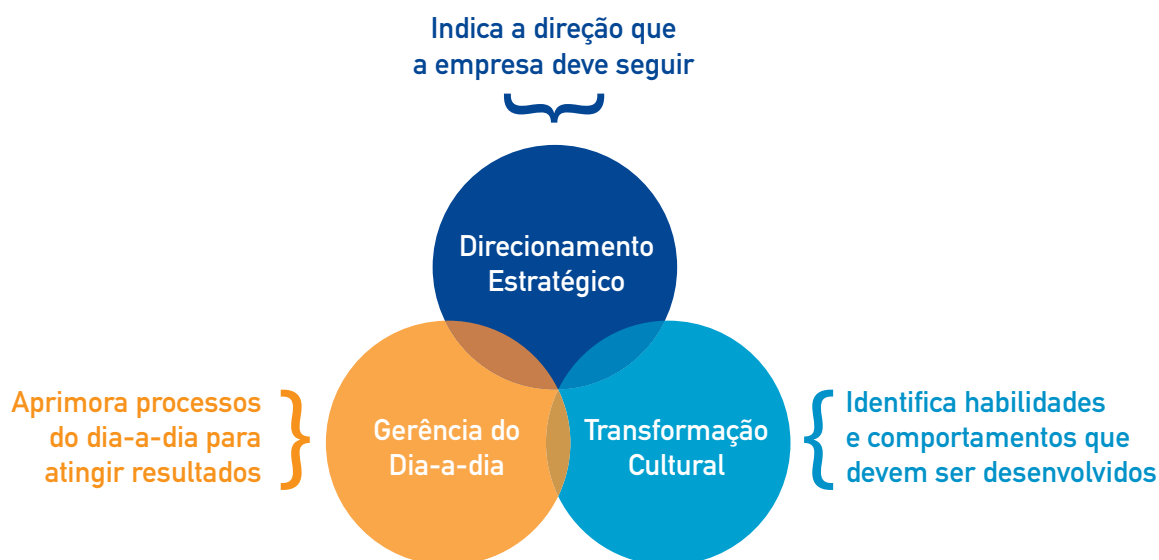 Indica a direção que
a empresa deve seguir
Direcionamento
Estratégico
Aprimora processos
do dia-a-dia para
atingir resultados
Gerência do
Dia-a-dia
Transformação
Cultural
Identifica habilidades
e comportamentos que
devem ser desenvolvidos